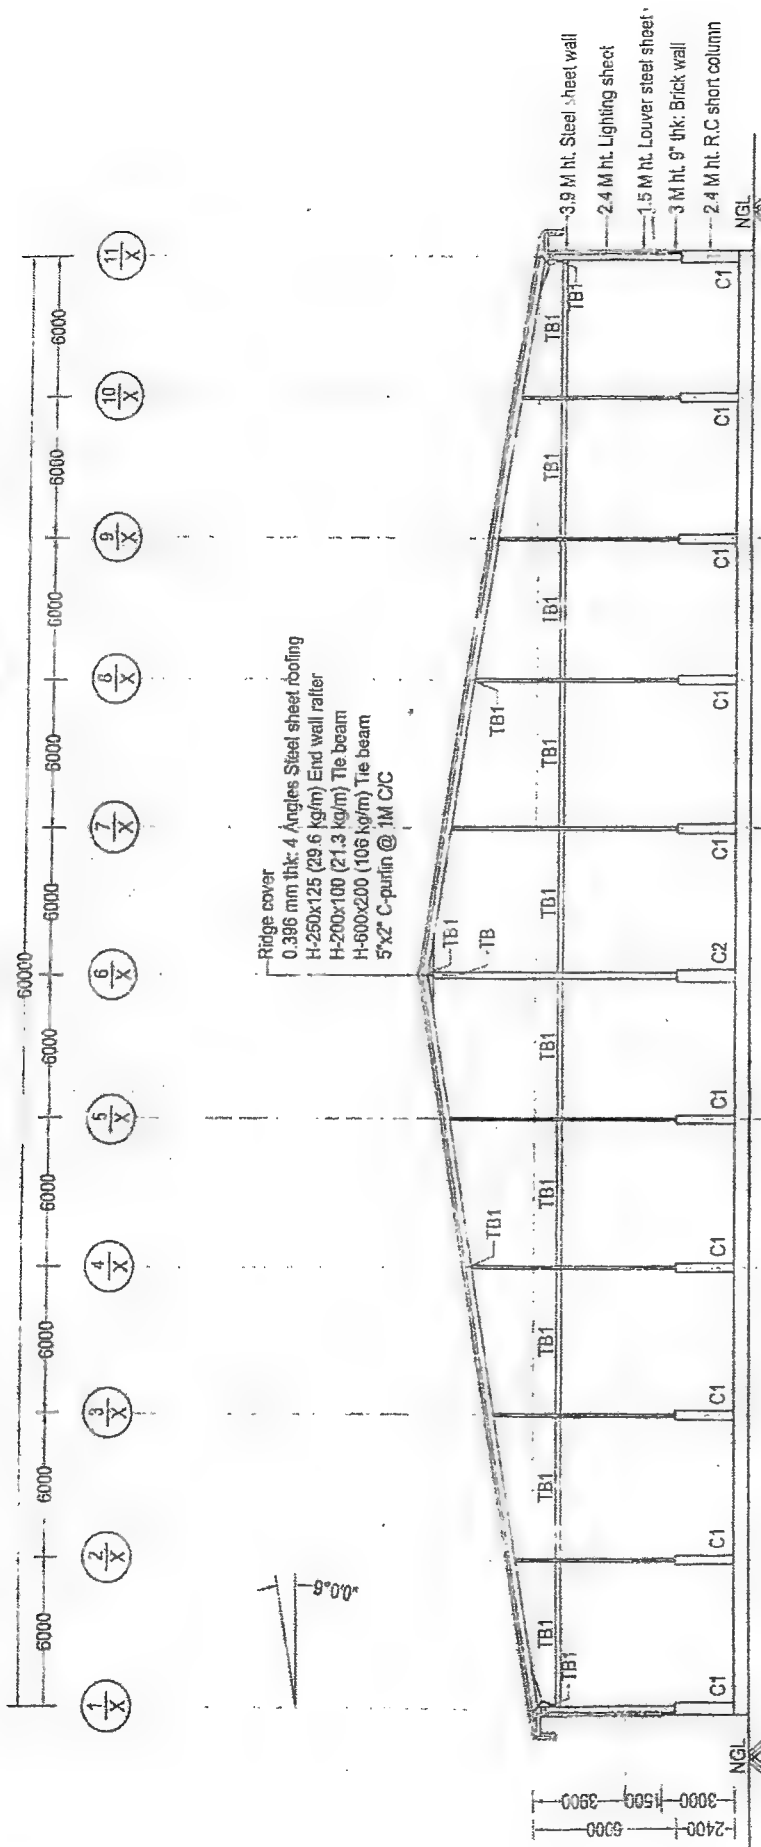 60000
6000 6000 6000 6000 6000 6000 6000 6000 6000 6000
1/X 2/X 3/X 4/X 5/X 6/X 7/X 8/X 9/X 10/X 11/X
Ridge cover
0.396 mm thk: 4 Angles Steel sheet roofing
H-250x125 (29.6 kg/m) End wall rafter
H-200x100 (21.3 kg/m) Tie beam
H-600x200 (106 kg/m) Tie beam
5"x2" C-purlin @ 1M C/C
TB1 TB1 TB1 TB1
TB
TB1 TB1 TB1 TB1 TB1 TB1 TB1 TB1 TB1 TB1
TB1 TB1
3.9 M ht. Steel sheet wall
2.4 M ht. Lighting sheet
1.5 M ht. Louver steel sheet
3 M ht. 9" thk: Brick wall
2.4 M ht. R.C short column
3900 1500 3000
6000 2400
C1 C1 C1 C1 C1 C2 C1 C1 C1 C1 C1
NGL NGL